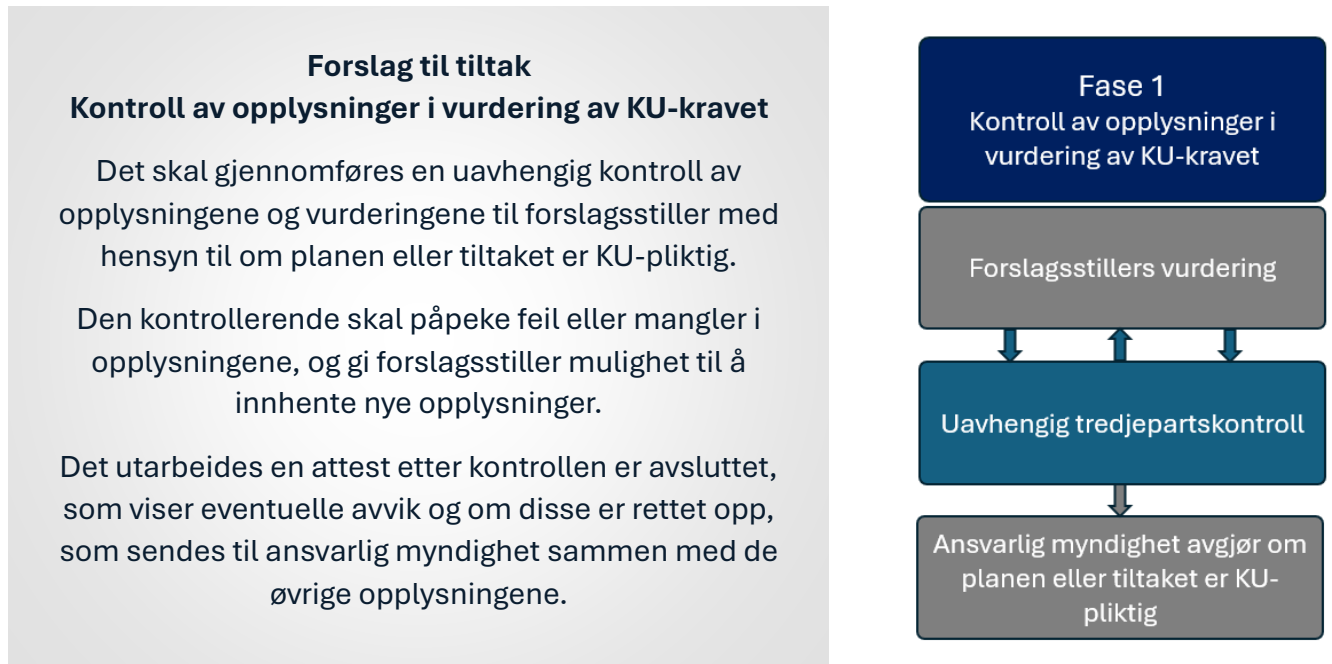 Forslag til tiltak
Kontroll av opplysninger i vurdering av KU-kravet
Det skal gjennomføres en uavhengig kontroll av
opplysningene og vurderingene til forslagsstiller med
hensyn til om planen eller tiltaket er KU-pliktig.
Den kontrollerende skal påpeke feil eller mangler i
opplysningene, og gi forslagsstiller mulighet til å
innhente nye opplysninger.
Det utarbeides en attest etter kontrollen er avsluttet,
som viser eventuelle avvik og om disse er rettet opp,
som sendes til ansvarlig myndighet sammen med de
øvrige opplysningene.
Fase 1
Kontroll av opplysninger i
vurdering av KU-kravet
Forslagsstillers vurdering
Uavhengig tredjepartskontroll
Ansvarlig myndighet avgjør om
planen eller tiltaket er KU-
pliktig